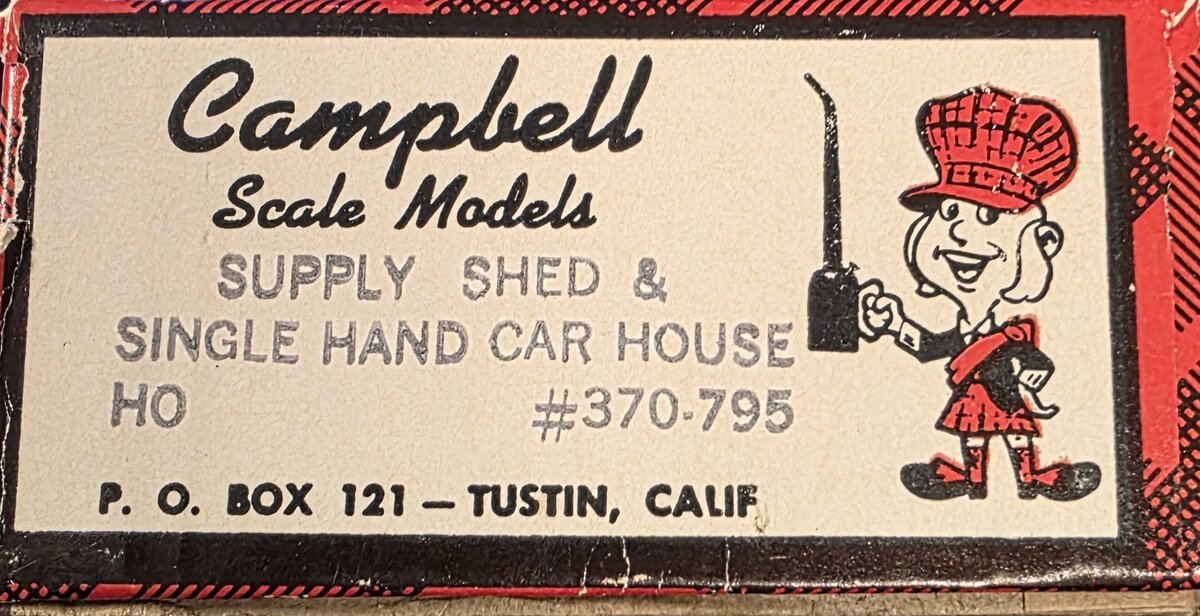 Campbell
Scale Models
SUPPLY SHED &
SINGLE HAND CAR HOUSE
HO #370-795
P. O. BOX 121 — TUSTIN, CALIF